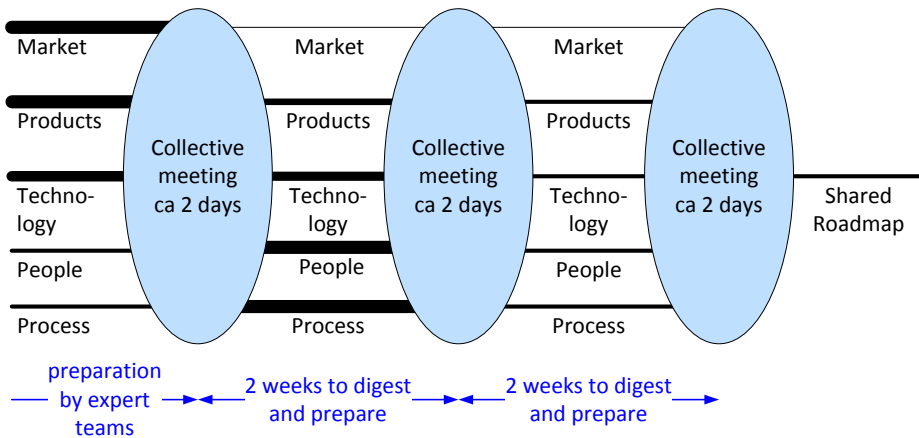 Market
Market
Market
Products
Products
Products
Collective
meeting
ca 2 days
Collective
meeting
ca 2 days
Collective
meeting
ca 2 days
Techno-
logy
Techno-
logy
Techno-
logy
Shared
Roadmap
People
People
People
Process
Process
Process
preparation
by expert
teams
2 weeks to digest
and prepare
2 weeks to digest
and prepare